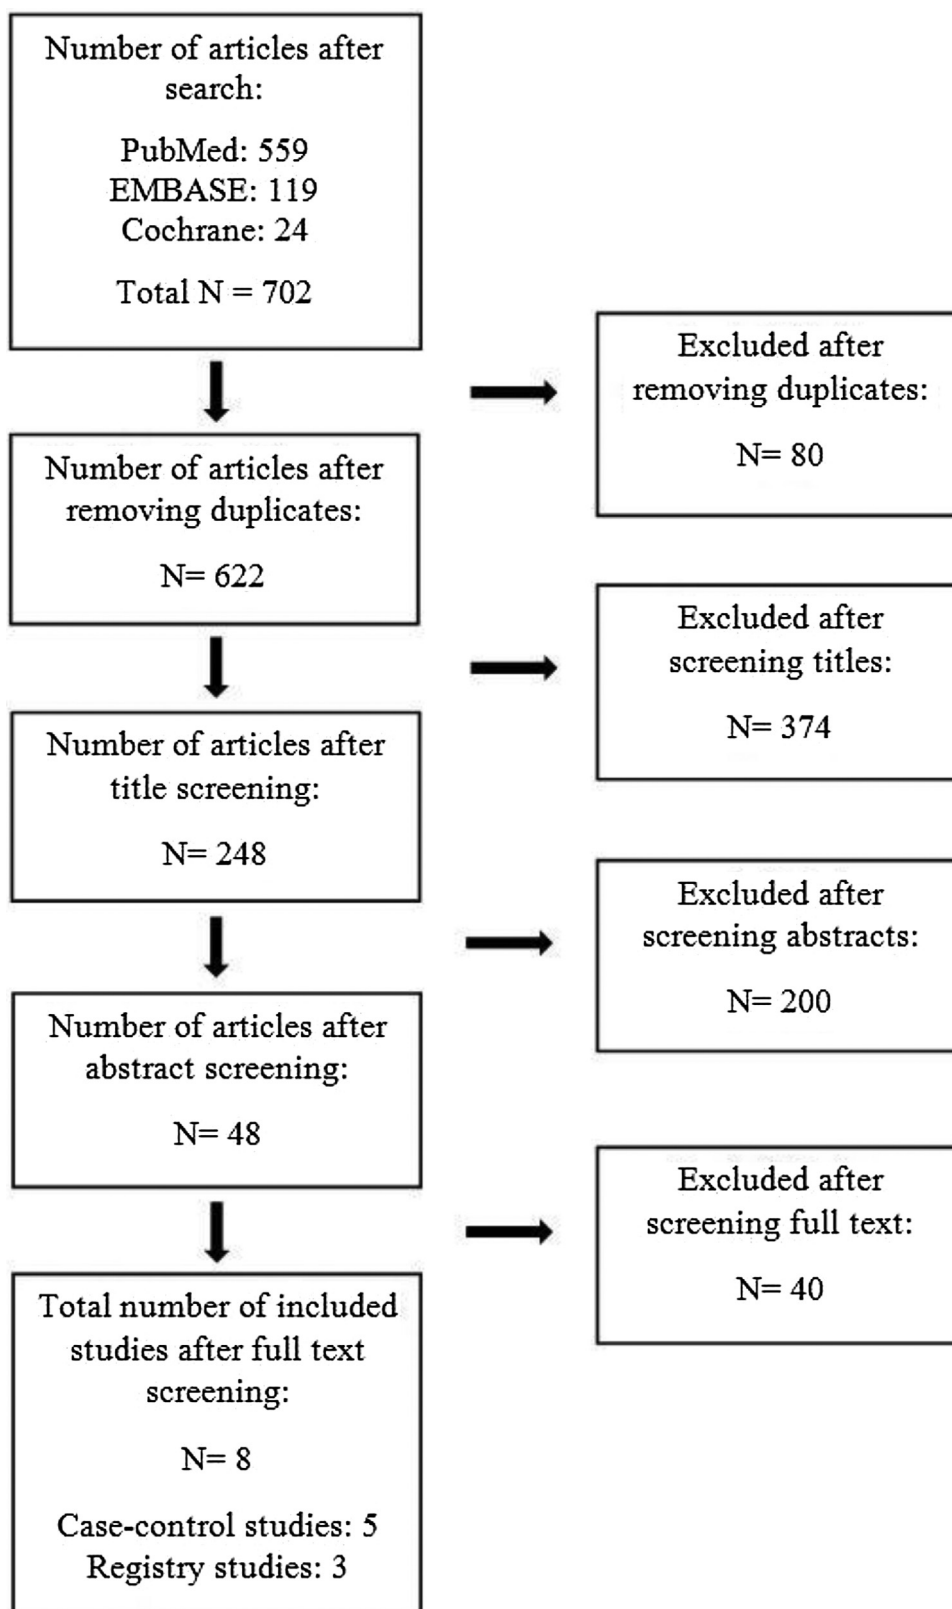 Number of articles after
search:
PubMed: 559
EMBASE: 119
Cochrane: 24
Total N = 702
Excluded after
removing duplicates:
N= 80
Number of articles after
removing duplicates:
N= 622
Excluded after
screening titles:
N= 374
Number of articles after
title screening:
N= 248
Excluded after
screening abstracts:
N= 200
Number of articles after
abstract screening:
N= 48
Excluded after
screening full text:
N= 40
Total number of included
studies after full text
screening:
N= 8
Case-control studies: 5
Registry studies: 3